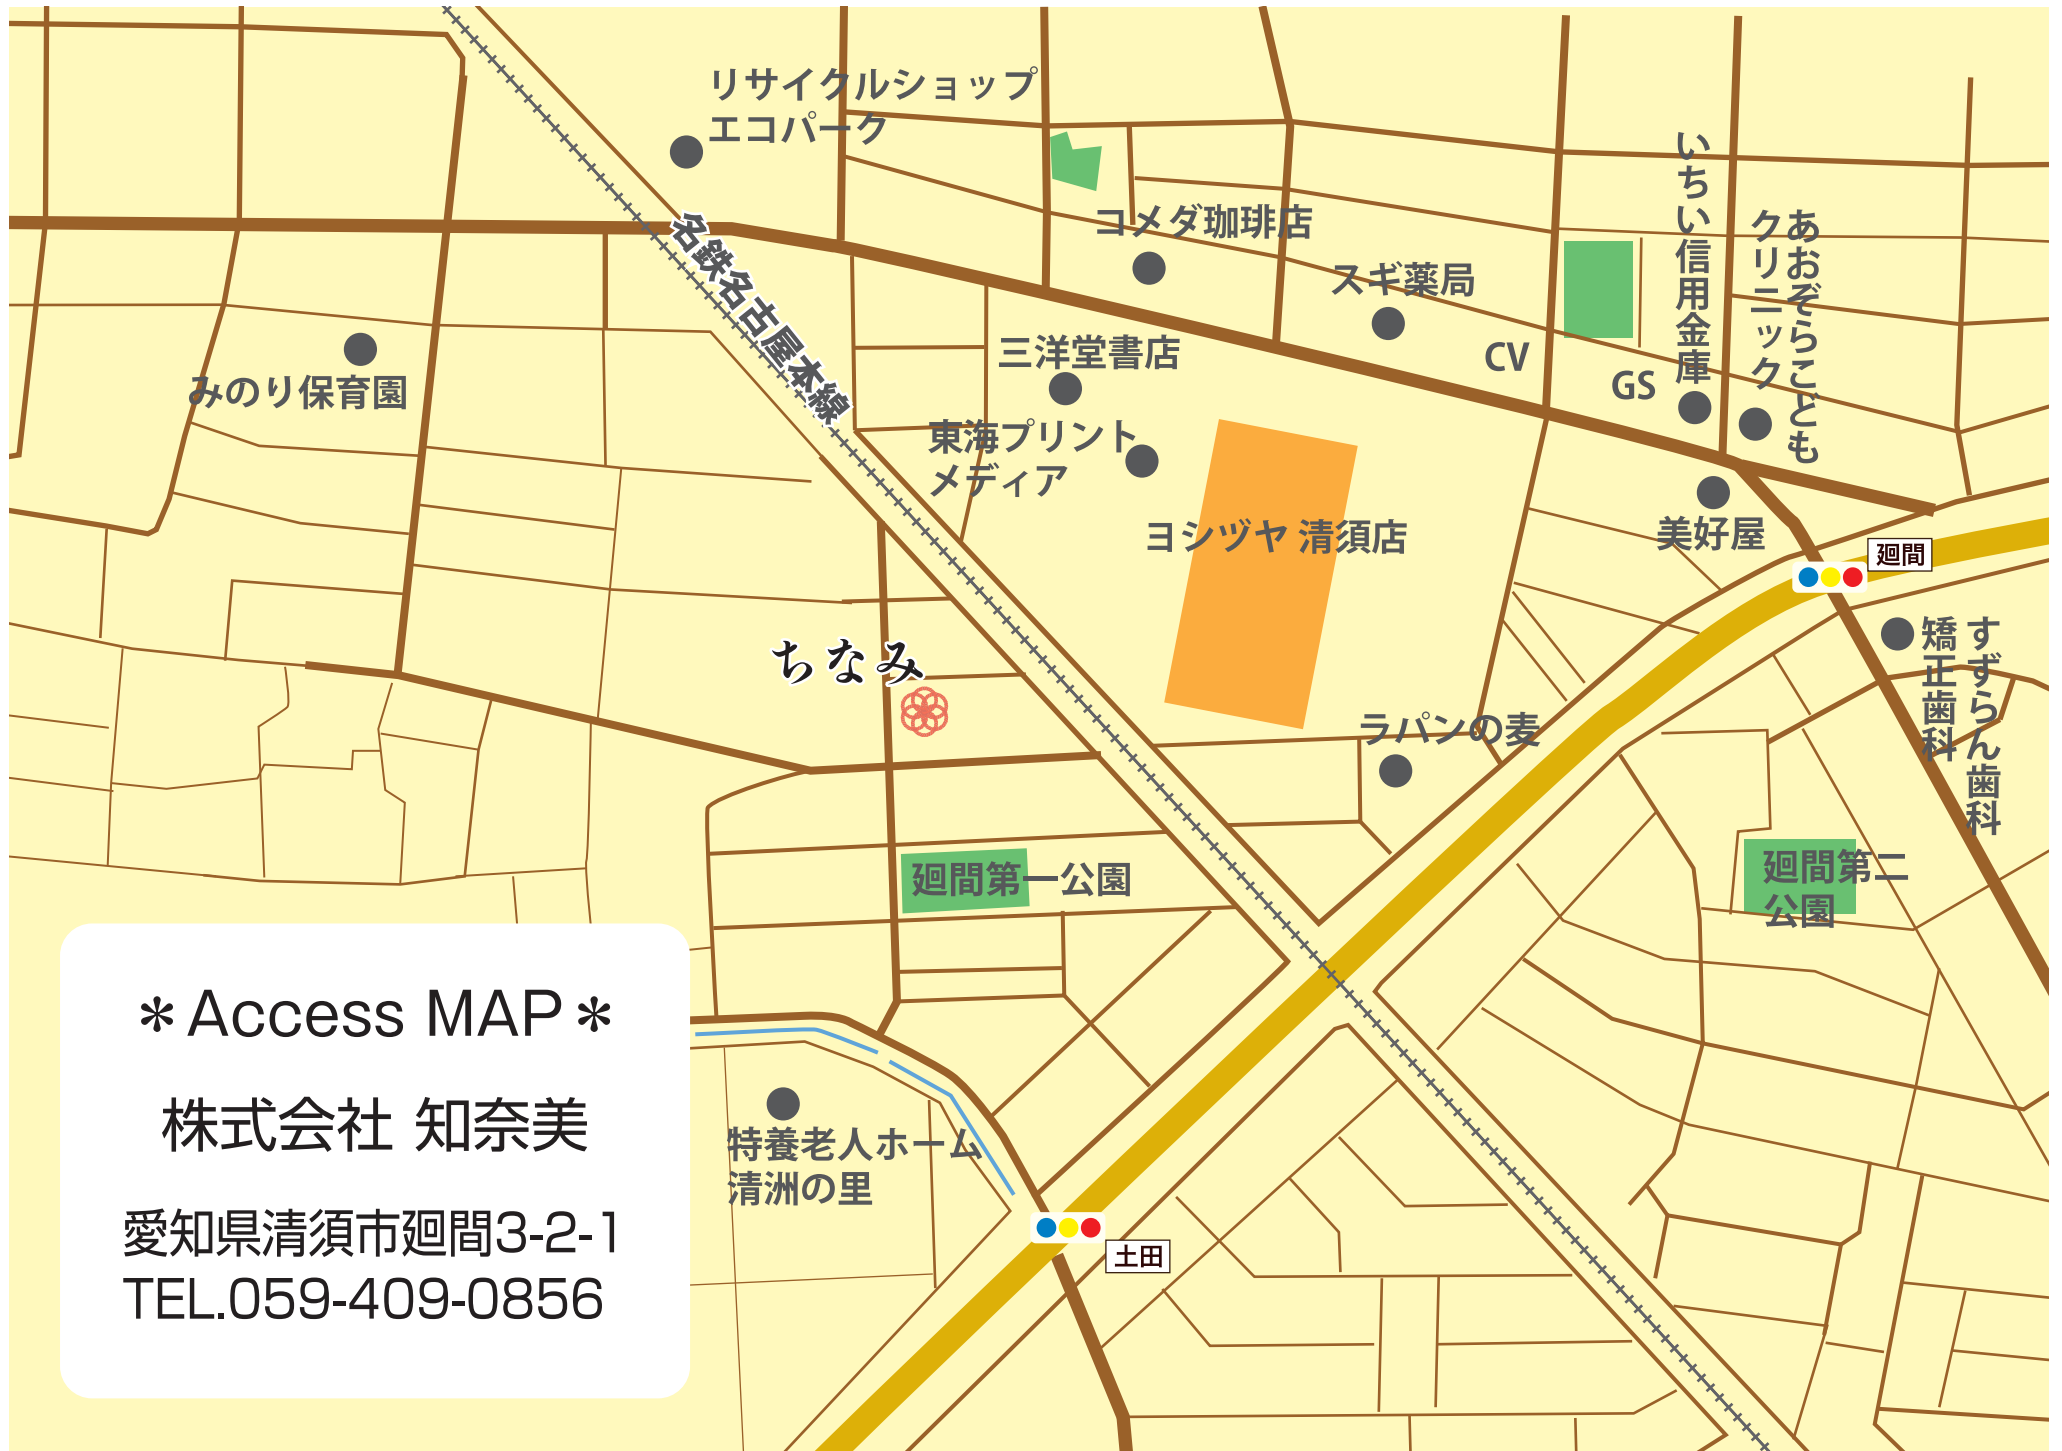 リサイクルショップ
エコパーク
名鉄名古屋本線
コメダ珈琲店
スギ薬局
いちい信用金庫
あおぞらこども
クリニック
みのり保育園
三洋堂書店
CV
GS
東海プリント
メディア
ヨシヅヤ 清須店
美好屋
廻間
すずらん歯科
矯正歯科
ちなみ
ラパンの麦
廻間第一公園
廻間第二
公園
＊Access MAP＊
株式会社 知奈美
愛知県清須市廻間3-2-1
TEL.059-409-0856
特養老人ホーム
清洲の里
土田